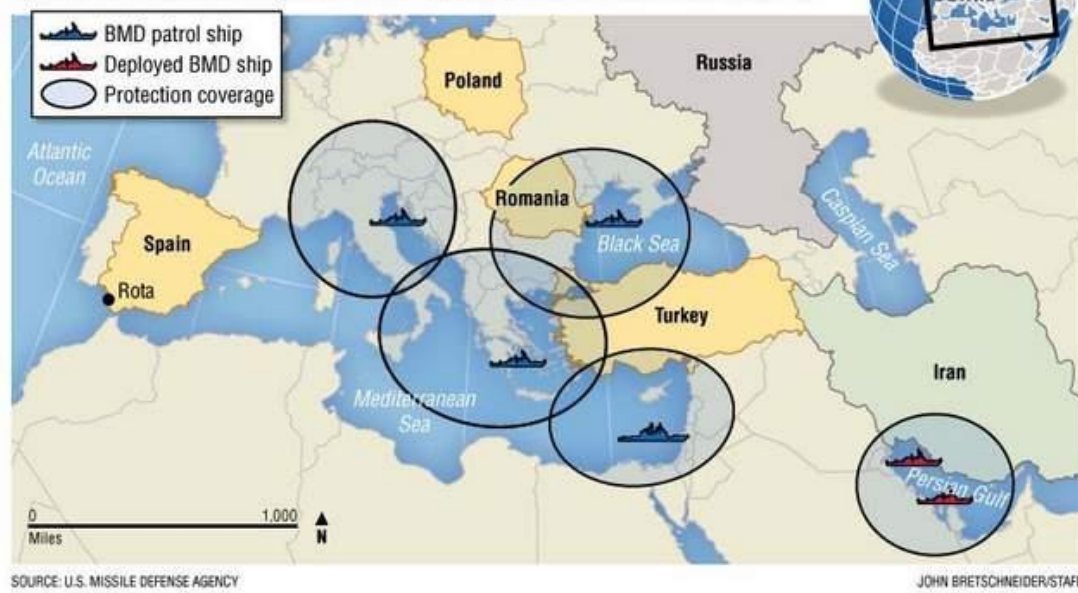 BMD patrol ship
Deployed BMD ship
Protection coverage
Atlantic
Ocean
Spain
Rota
Poland
Romania
Russia
Black Sea
Caspian Sea
Turkey
Iran
Mediterranean
Sea
Persian Gulf
0
1,000
Miles
N
SOURCE: U.S. MISSILE DEFENSE AGENCY
JOHN BRETSCHNEIDER/STAFF